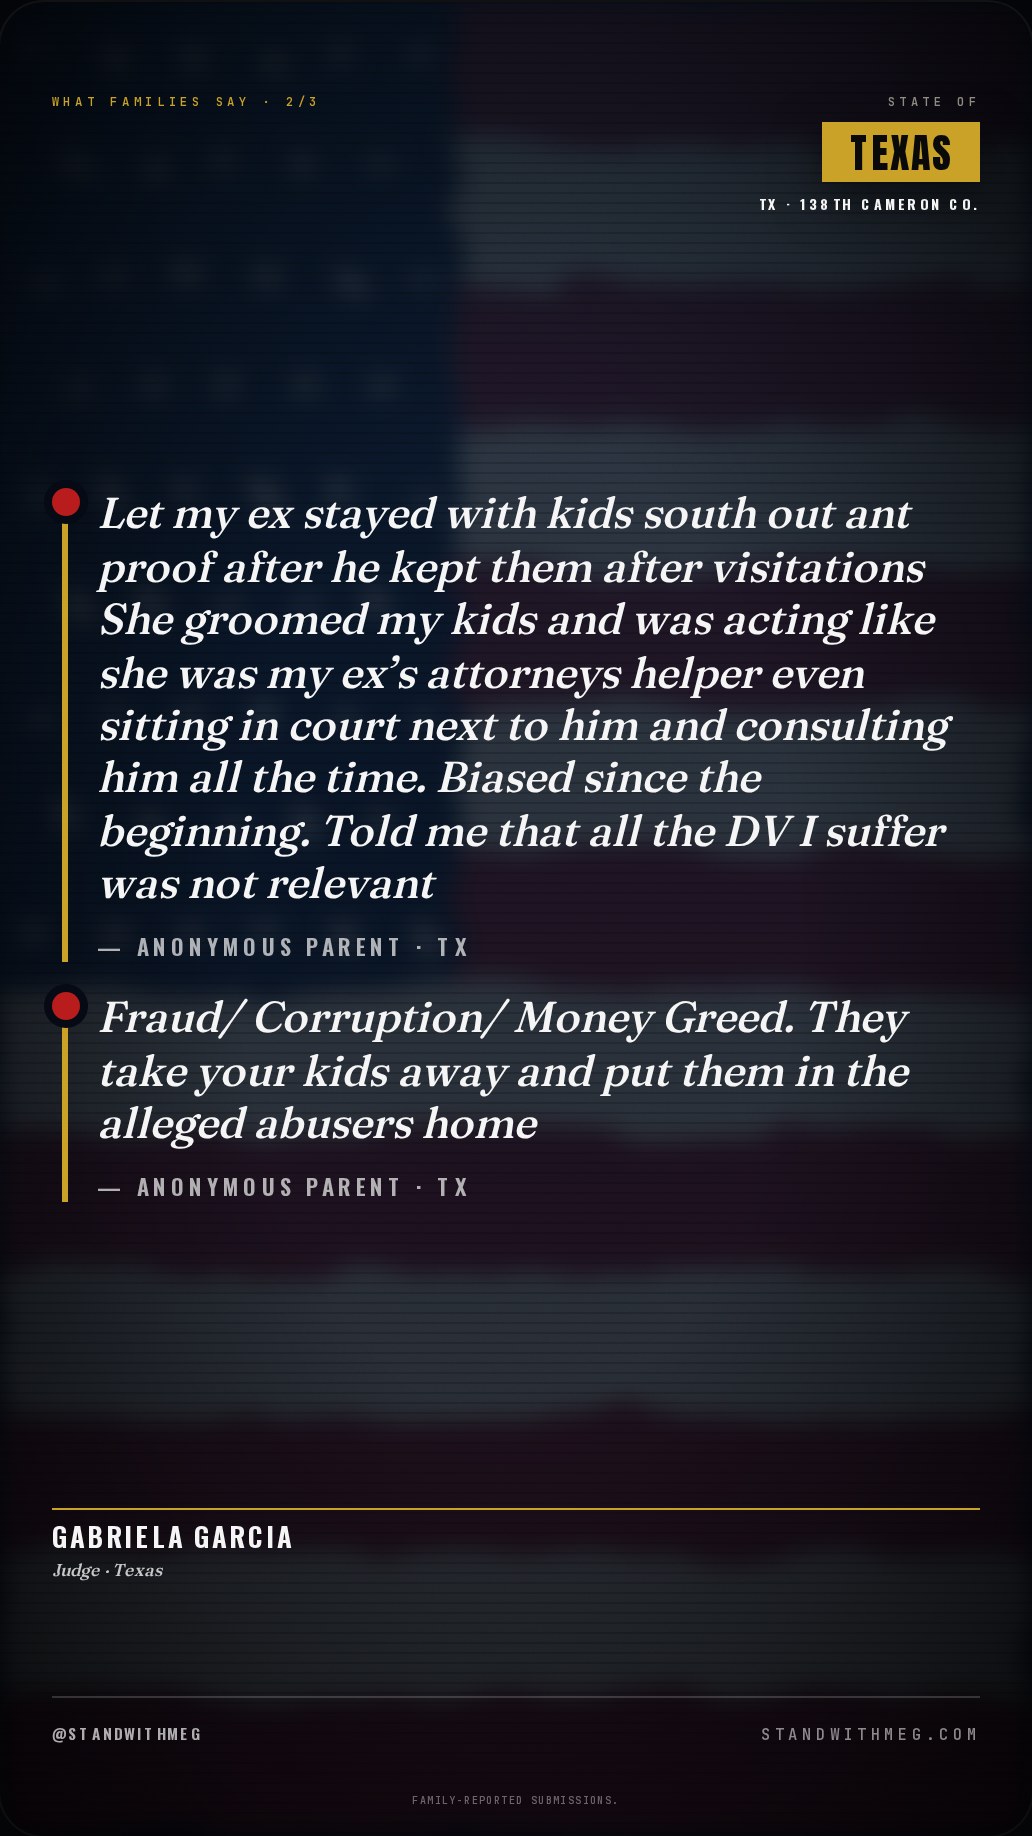 WHAT FAMILIES SAY · 2/3
STATE OF
TEXAS
TX · 138TH CAMERON CO.
Let my ex stayed with kids south out ant
proof after he kept them after visitations
She groomed my kids and was acting like
she was my ex’s attorneys helper even
sitting in court next to him and consulting
him all the time. Biased since the
beginning. Told me that all the DV I suffer
was not relevant
— ANONYMOUS PARENT · TX
Fraud/ Corruption/ Money Greed. They
take your kids away and put them in the
alleged abusers home
— ANONYMOUS PARENT · TX
GABRIELA GARCIA
Judge · Texas
@STANDWITHMEG
STANDWITHMEG.COM
FAMILY-REPORTED SUBMISSIONS.